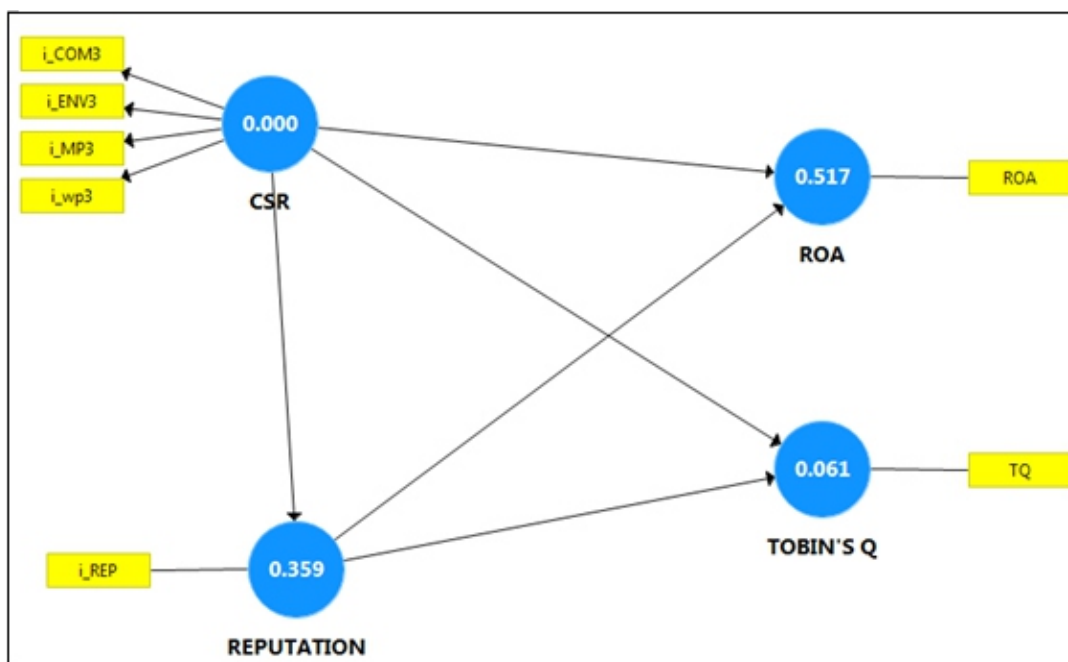 i_COM3
i_ENV3
i_MP3
i_wp3
0.000
CSR
0.517
ROA
ROA
0.061
TOBIN'S Q
TQ
i_REP
0.359
REPUTATION